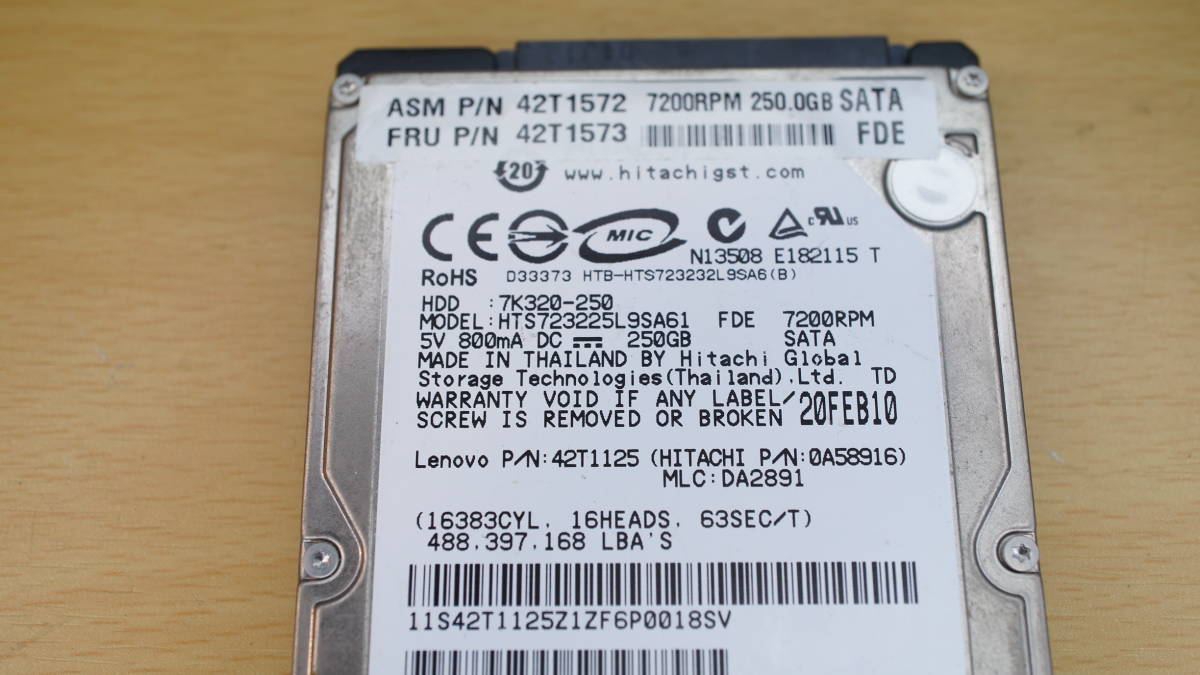 ASM P/N 42T1572 7200RPM 250.0GB SATA
FRU P/N 42T1573 FDE
20 www.hitachigst.com
CE MIC c RU us
N13508 E182115 T
RoHS D33373 HTB-HTS723232L9SA6(B)
HDD :7K320-250
MODEL:HTS723225L9SA61 FDE 7200RPM
5V 800mA DC 250GB SATA
MADE IN THAILAND BY Hitachi Global
Storage Technologies(Thailand),Ltd. TD
WARRANTY VOID IF ANY LABEL/
SCREW IS REMOVED OR BROKEN 20FEB10
Lenovo P/N:42T1125 (HITACHI P/N:0A58916)
MLC:DA2891
(16383CYL. 16HEADS. 63SEC/T)
488,397,168 LBA'S
11S42T1125Z1ZF6P0018SV